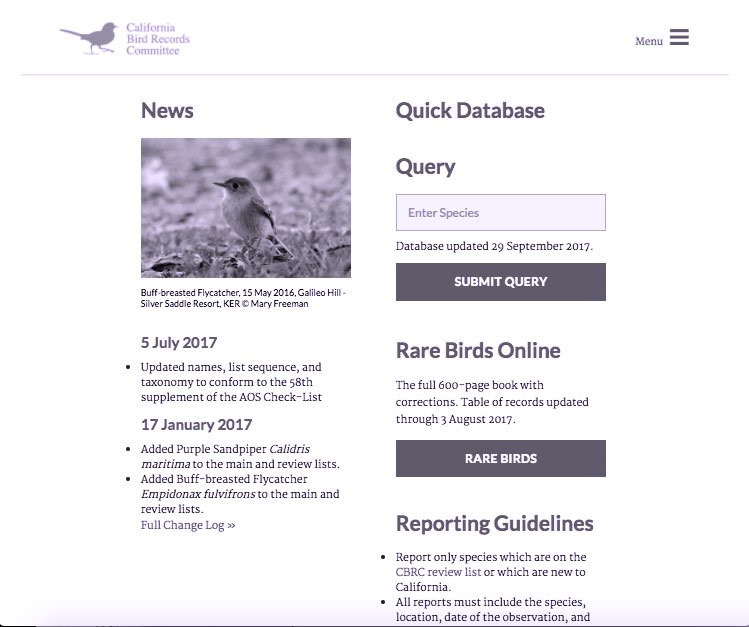 California
Bird Records
Committee
Menu
News
Buff-breasted Flycatcher, 15 May 2016, Galileo Hill -
Silver Saddle Resort, KER © Mary Freeman
5 July 2017
Updated names, list sequence, and
taxonomy to conform to the 58th
supplement of the AOS Check-List
17 January 2017
Added Purple Sandpiper Calidris
maritima to the main and review lists.
Added Buff-breasted Flycatcher
Empidonax fulvifrons to the main and
review lists.
Full Change Log »
Quick Database
Query
Enter Species
Database updated 29 September 2017.
SUBMIT QUERY
Rare Birds Online
The full 600-page book with
corrections. Table of records updated
through 3 August 2017.
RARE BIRDS
Reporting Guidelines
Report only species which are on the
CBRC review list or which are new to
California.
All reports must include the species,
location, date of the observation, and